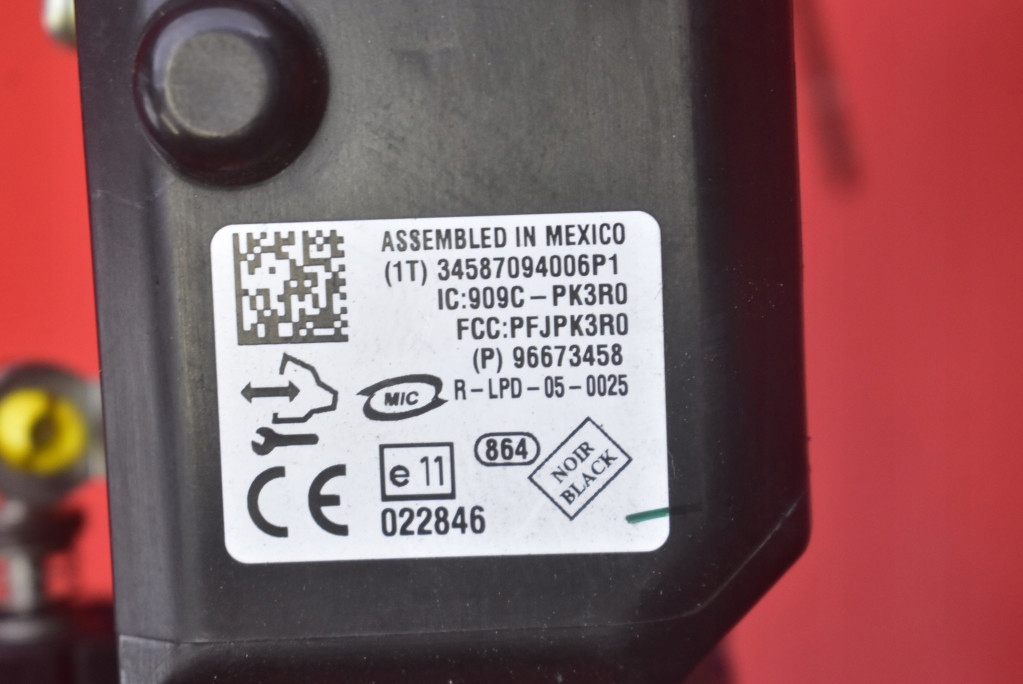 ASSEMBLED IN MEXICO
(1T) 34587094006P1
IC:909C-PK3R0
FCC:PFJPK3R0
(P) 96673458
MIC R-LPD-05-0025
864
NOIR
BLACK
e 11
CE
022846